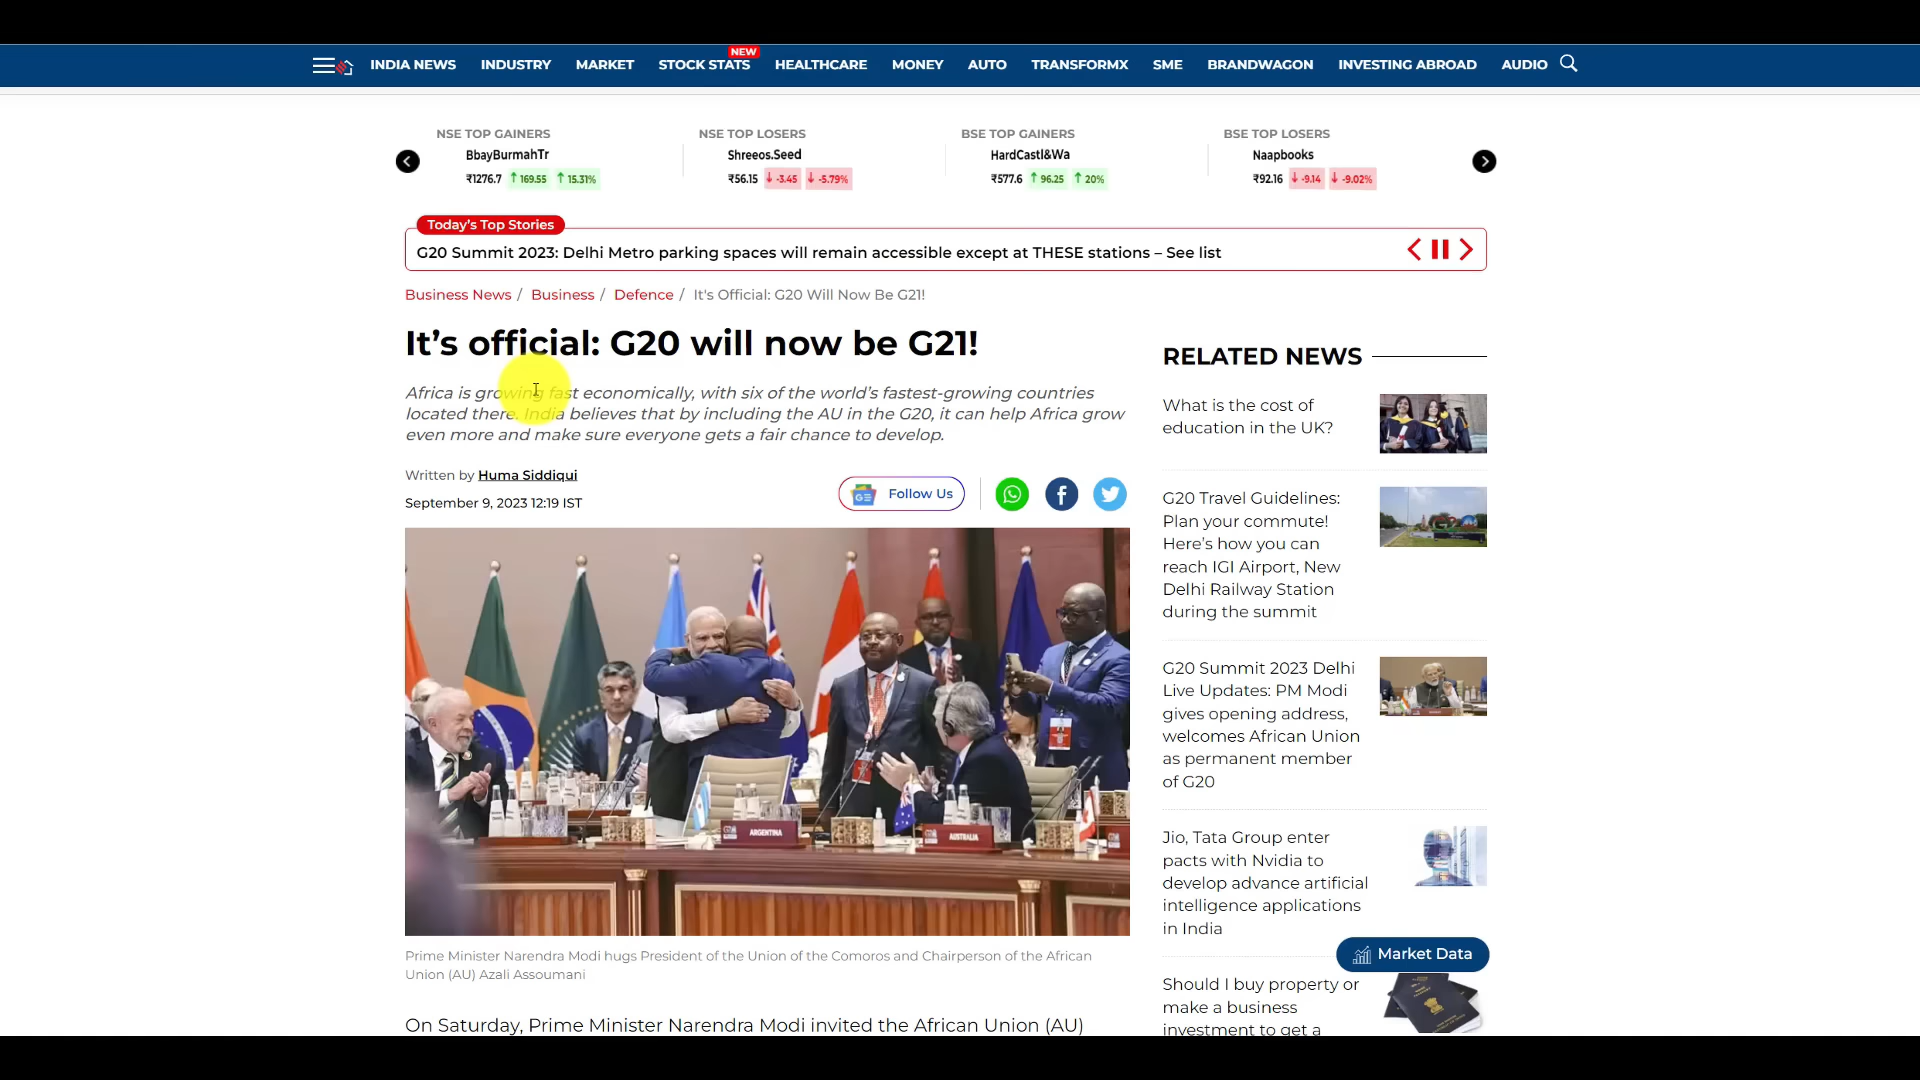 NEW
INDIA NEWS INDUSTRY MARKET STOCK STATS HEALTHCARE MONEY AUTO TRANSFORMX SME BRANDWAGON INVESTING ABROAD AUDIO
NSE TOP GAINERS
BbayBurmahTr
₹1276.7 169.55 15.31%
NSE TOP LOSERS
Shreeos.Seed
₹56.15 -3.45 -5.79%
BSE TOP GAINERS
HardCastl&Wa
₹577.6 96.25 20%
BSE TOP LOSERS
Naapbooks
₹92.16 -9.14 -9.02%
Today's Top Stories
G20 Summit 2023: Delhi Metro parking spaces will remain accessible except at THESE stations – See list
Business News / Business / Defence / It's Official: G20 Will Now Be G21!
It's official: G20 will now be G21!
Africa is growing fast economically, with six of the world's fastest-growing countries
located there. India believes that by including the AU in the G20, it can help Africa grow
even more and make sure everyone gets a fair chance to develop.
Written by Huma Siddiqui
September 9, 2023 12:19 IST
GE Follow Us
ARGENTINA
AUSTRALIA
Prime Minister Narendra Modi hugs President of the Union of the Comoros and Chairperson of the African
Union (AU) Azali Assoumani
On Saturday, Prime Minister Narendra Modi invited the African Union (AU)
RELATED NEWS
What is the cost of
education in the UK?
G20 Travel Guidelines:
Plan your commute!
Here's how you can
reach IGI Airport, New
Delhi Railway Station
during the summit
G20 Summit 2023 Delhi
Live Updates: PM Modi
gives opening address,
welcomes African Union
as permanent member
of G20
Jio, Tata Group enter
pacts with Nvidia to
develop advance artificial
intelligence applications
in India
Market Data
Should I buy property or
make a business
investment to get a